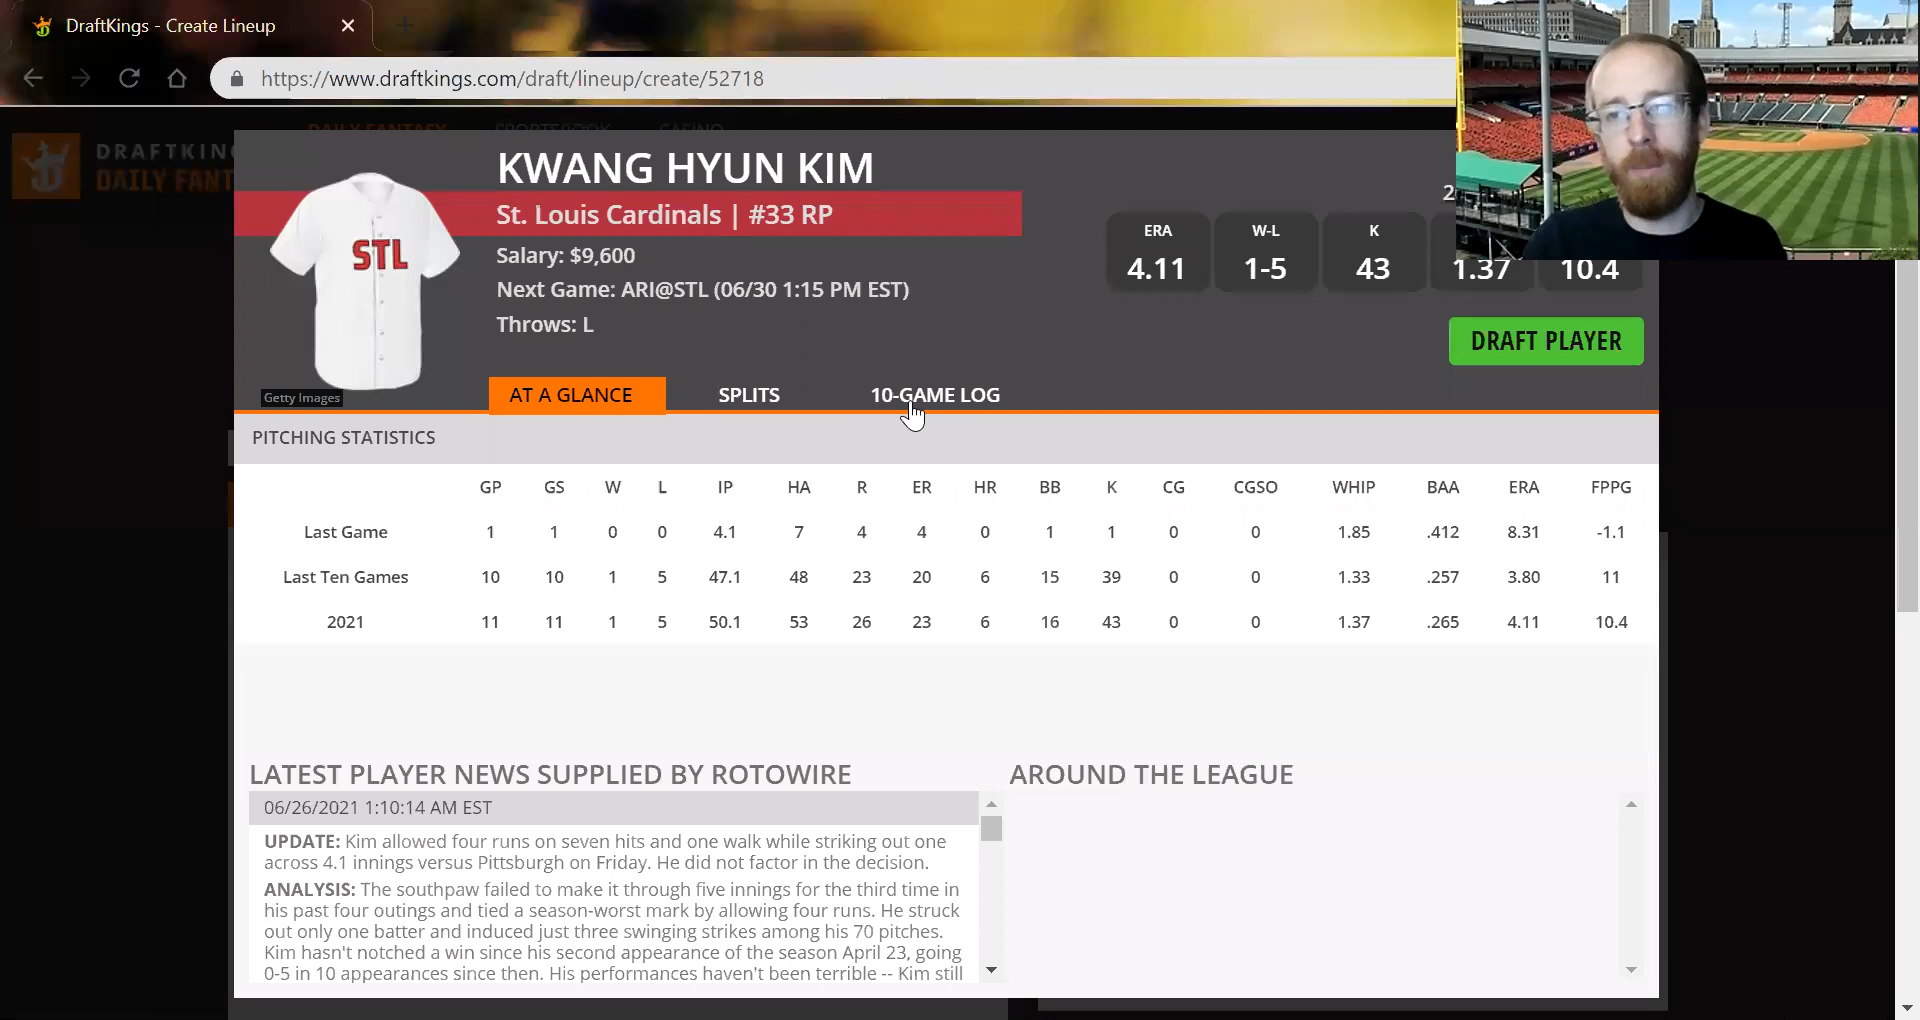 DraftKings - Create Lineup
https://www.draftkings.com/draft/lineup/create/52718
DAILY FANTASY SPORTSBOOK CASINO
DRAFTKIN
DAILY FANT
KWANG HYUN KIM
St. Louis Cardinals | #33 RP
STL
Salary: $9,600
Next Game: ARI@STL (06/30 1:15 PM EST)
Throws: L
Getty Images
2
ERA W-L K
4.11 1-5 43 1.37 10.4
DRAFT PLAYER
AT A GLANCE SPLITS 10-GAME LOG
PITCHING STATISTICS
GP GS W L IP HA R ER HR BB K CG CGSO WHIP BAA ERA FPPG
Last Game 1 1 0 0 4.1 7 4 4 0 1 1 0 0 1.85 .412 8.31 -1.1
Last Ten Games 10 10 1 5 47.1 48 23 20 6 15 39 0 0 1.33 .257 3.80 11
2021 11 11 1 5 50.1 53 26 23 6 16 43 0 0 1.37 .265 4.11 10.4
LATEST PLAYER NEWS SUPPLIED BY ROTOWIRE
06/26/2021 1:10:14 AM EST
UPDATE: Kim allowed four runs on seven hits and one walk while striking out one
across 4.1 innings versus Pittsburgh on Friday. He did not factor in the decision.
ANALYSIS: The southpaw failed to make it through five innings for the third time in
his past four outings and tied a season-worst mark by allowing four runs. He struck
out only one batter and induced just three swinging strikes among his 70 pitches.
Kim hasn't notched a win since his second appearance of the season April 23, going
0-5 in 10 appearances since then. His performances haven't been terrible -- Kim still
AROUND THE LEAGUE